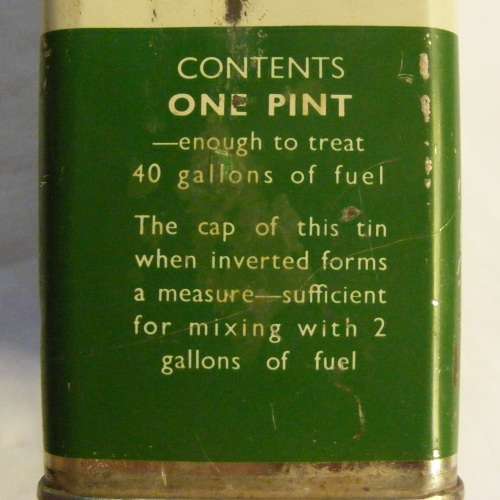 CONTENTS
ONE PINT
—enough to treat
40 gallons of fuel
The cap of this tin
when inverted forms
a measure—sufficient
for mixing with 2
gallons of fuel